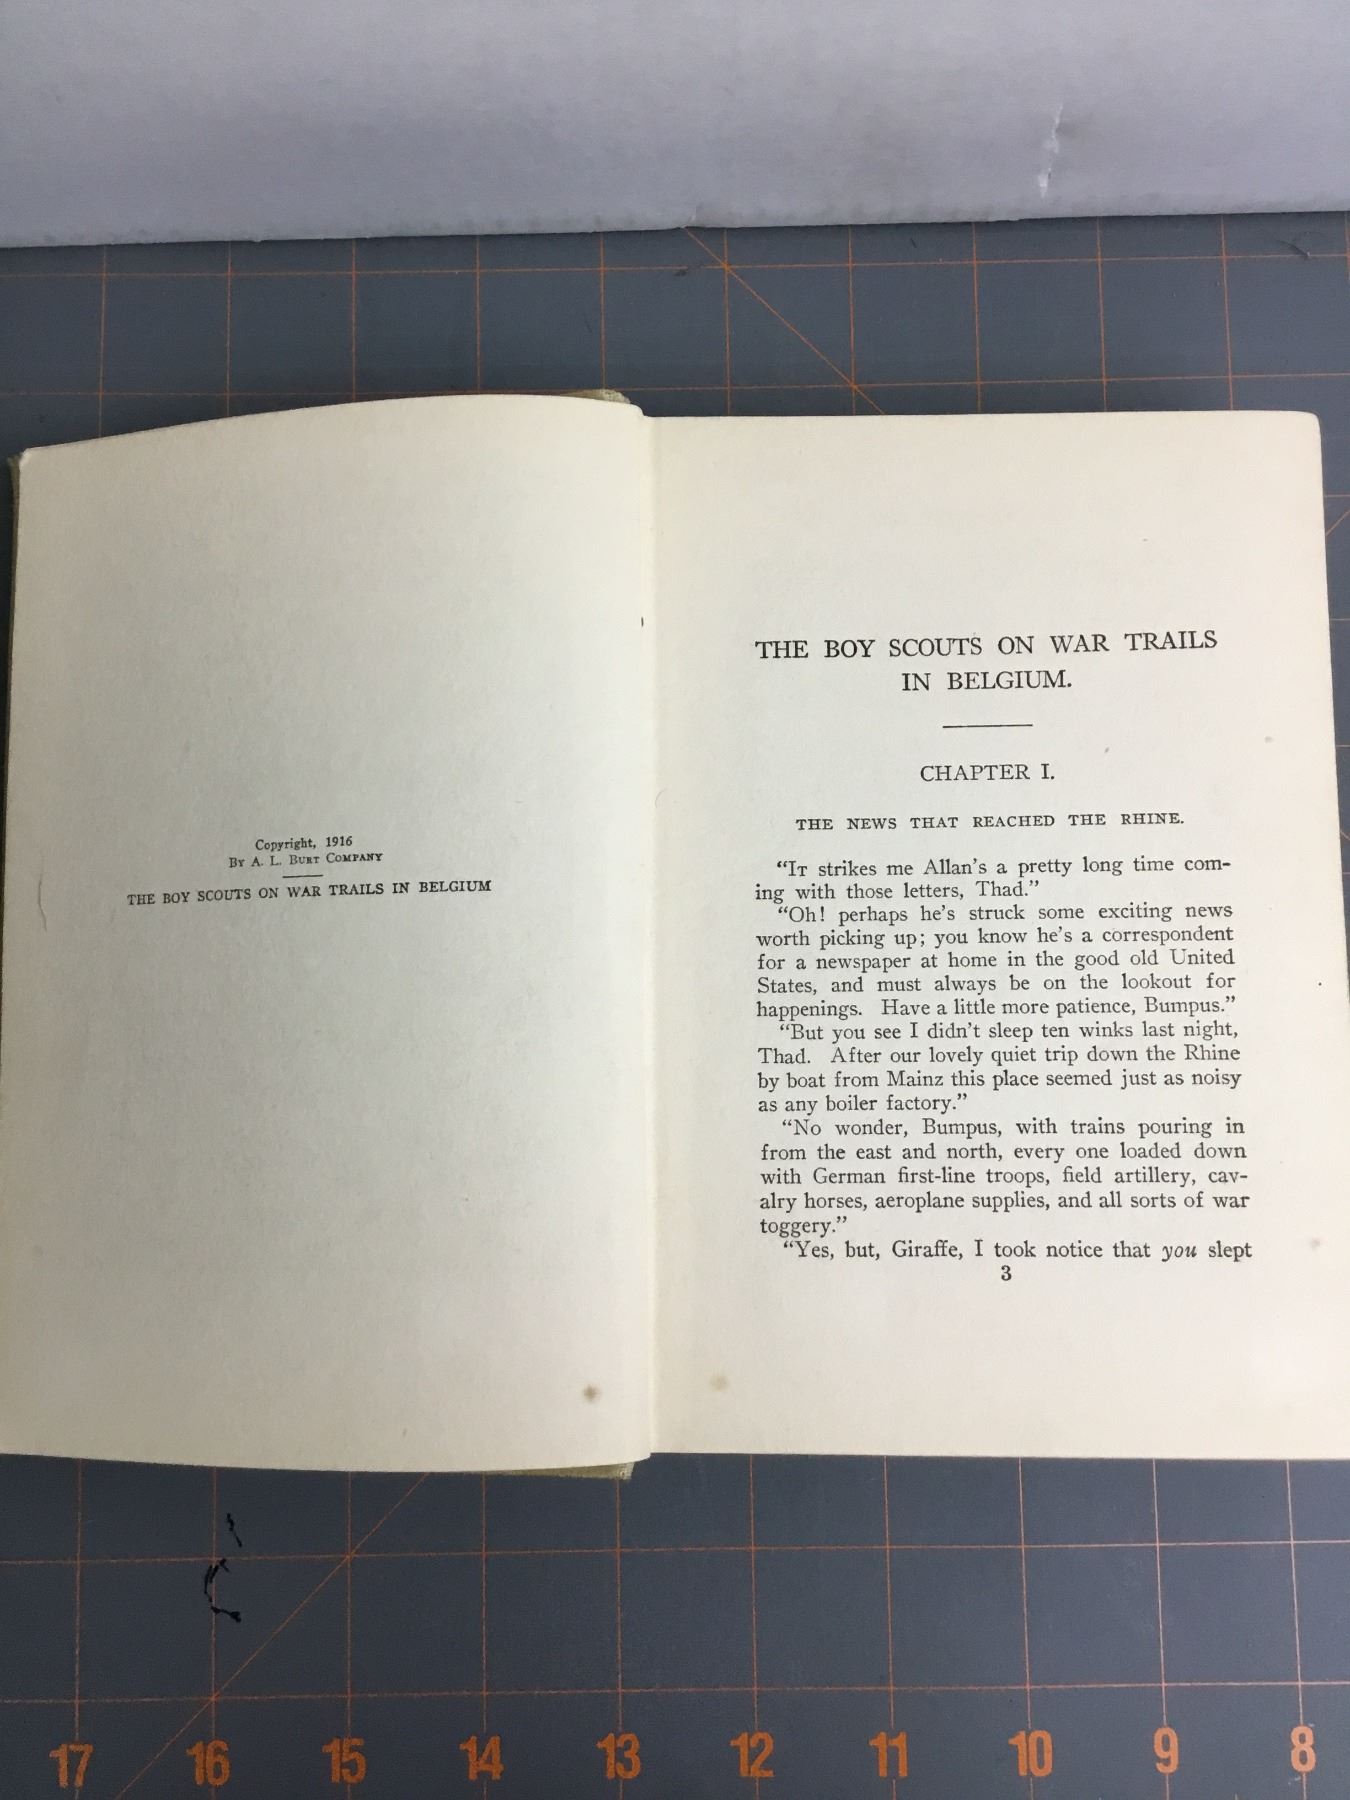 Copyright, 1916
By A. L. Burt Company
THE BOY SCOUTS ON WAR TRAILS IN BELGIUM
THE BOY SCOUTS ON WAR TRAILS
IN BELGIUM.
CHAPTER I.
THE NEWS THAT REACHED THE RHINE.
“It strikes me Allan’s a pretty long time com-
ing with those letters, Thad.”
“Oh! perhaps he’s struck some exciting news
worth picking up; you know he’s a correspondent
for a newspaper at home in the good old United
States, and must always be on the lookout for
happenings. Have a little more patience, Bumpus.”
“But you see I didn’t sleep ten winks last night,
Thad. After our lovely quiet trip down the Rhine
by boat from Mainz this place seemed just as noisy
as any boiler factory.”
“No wonder, Bumpus, with trains pouring in
from the east and north, every one loaded down
with German first-line troops, field artillery, cav-
alry horses, aeroplane supplies, and all sorts of war
toggery.”
“Yes, but, Giraffe, I took notice that you slept
3
17 16 15 14 13 12 11 10 9 8